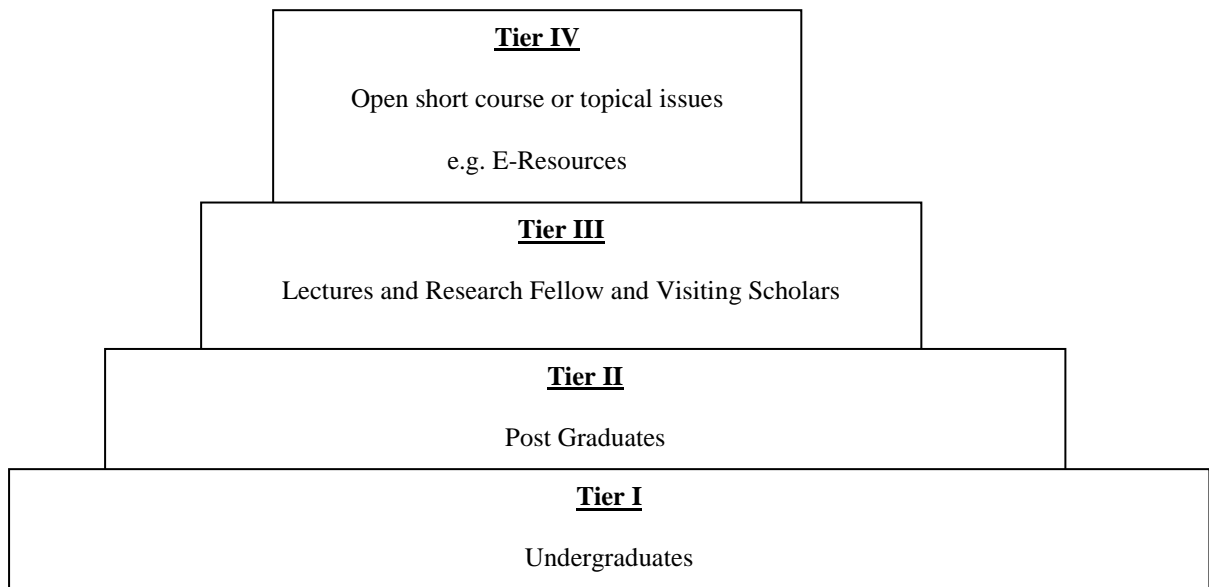 Tier IV
Open short course or topical issues
e.g. E-Resources
Tier III
Lectures and Research Fellow and Visiting Scholars
Tier II
Post Graduates
Tier I
Undergraduates